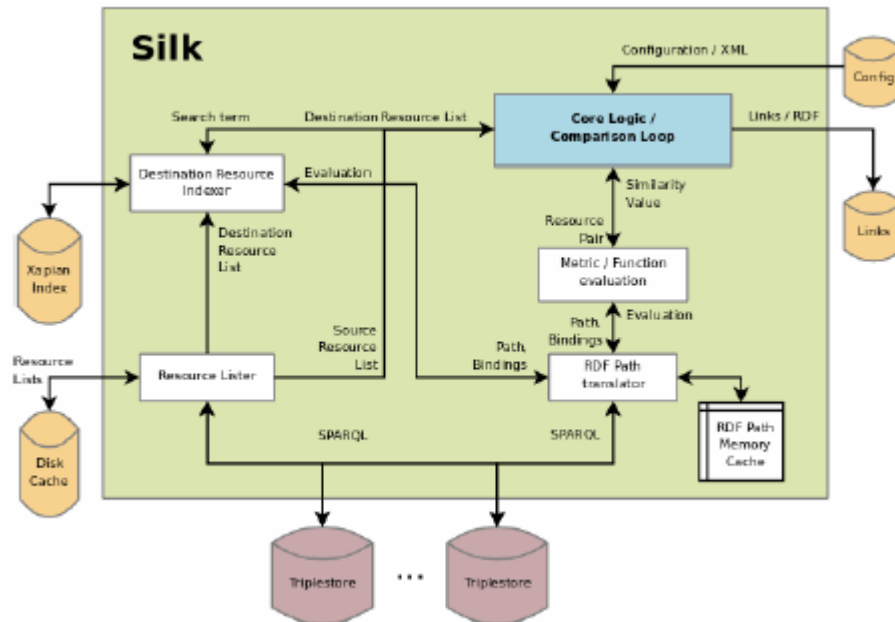 Silk
Configuration / XML
Config
Search term
Destination Resource List
Core Logic /
Comparison Loop
Links / RDF
Destination Resource
Indexer
Evaluation
Similarity
Value
Links
Destination
Resource
List
Resource
Pair
Xapian
Index
Metric / Function
evaluation
Evaluation
Path,
Bindings
Source
Resource
List
Path,
Bindings
Resource
Lists
Resource Lister
RDF Path
translator
SPARQL
SPARQL
RDF Path
Memory
Cache
Disk
Cache
Triplestore
...
Triplestore